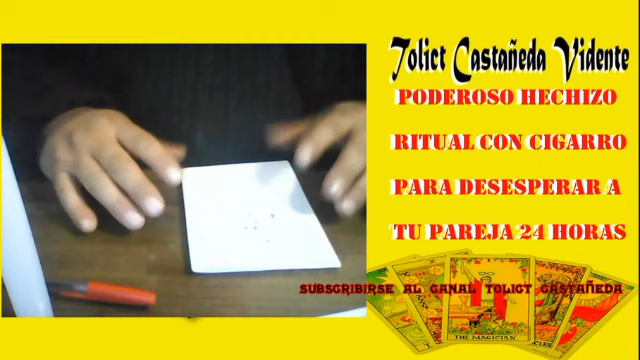 Tolict Castañeda Vidente
PODEROSO HECHIZO
RITUAL CON CIGARRO
PARA DESESPERAR A
TU PAREJA 24 HORAS
SUBSCRIBIRSE AL CANAL TOLICT CASTAÑEDA
THE MAGICIAN
CLES